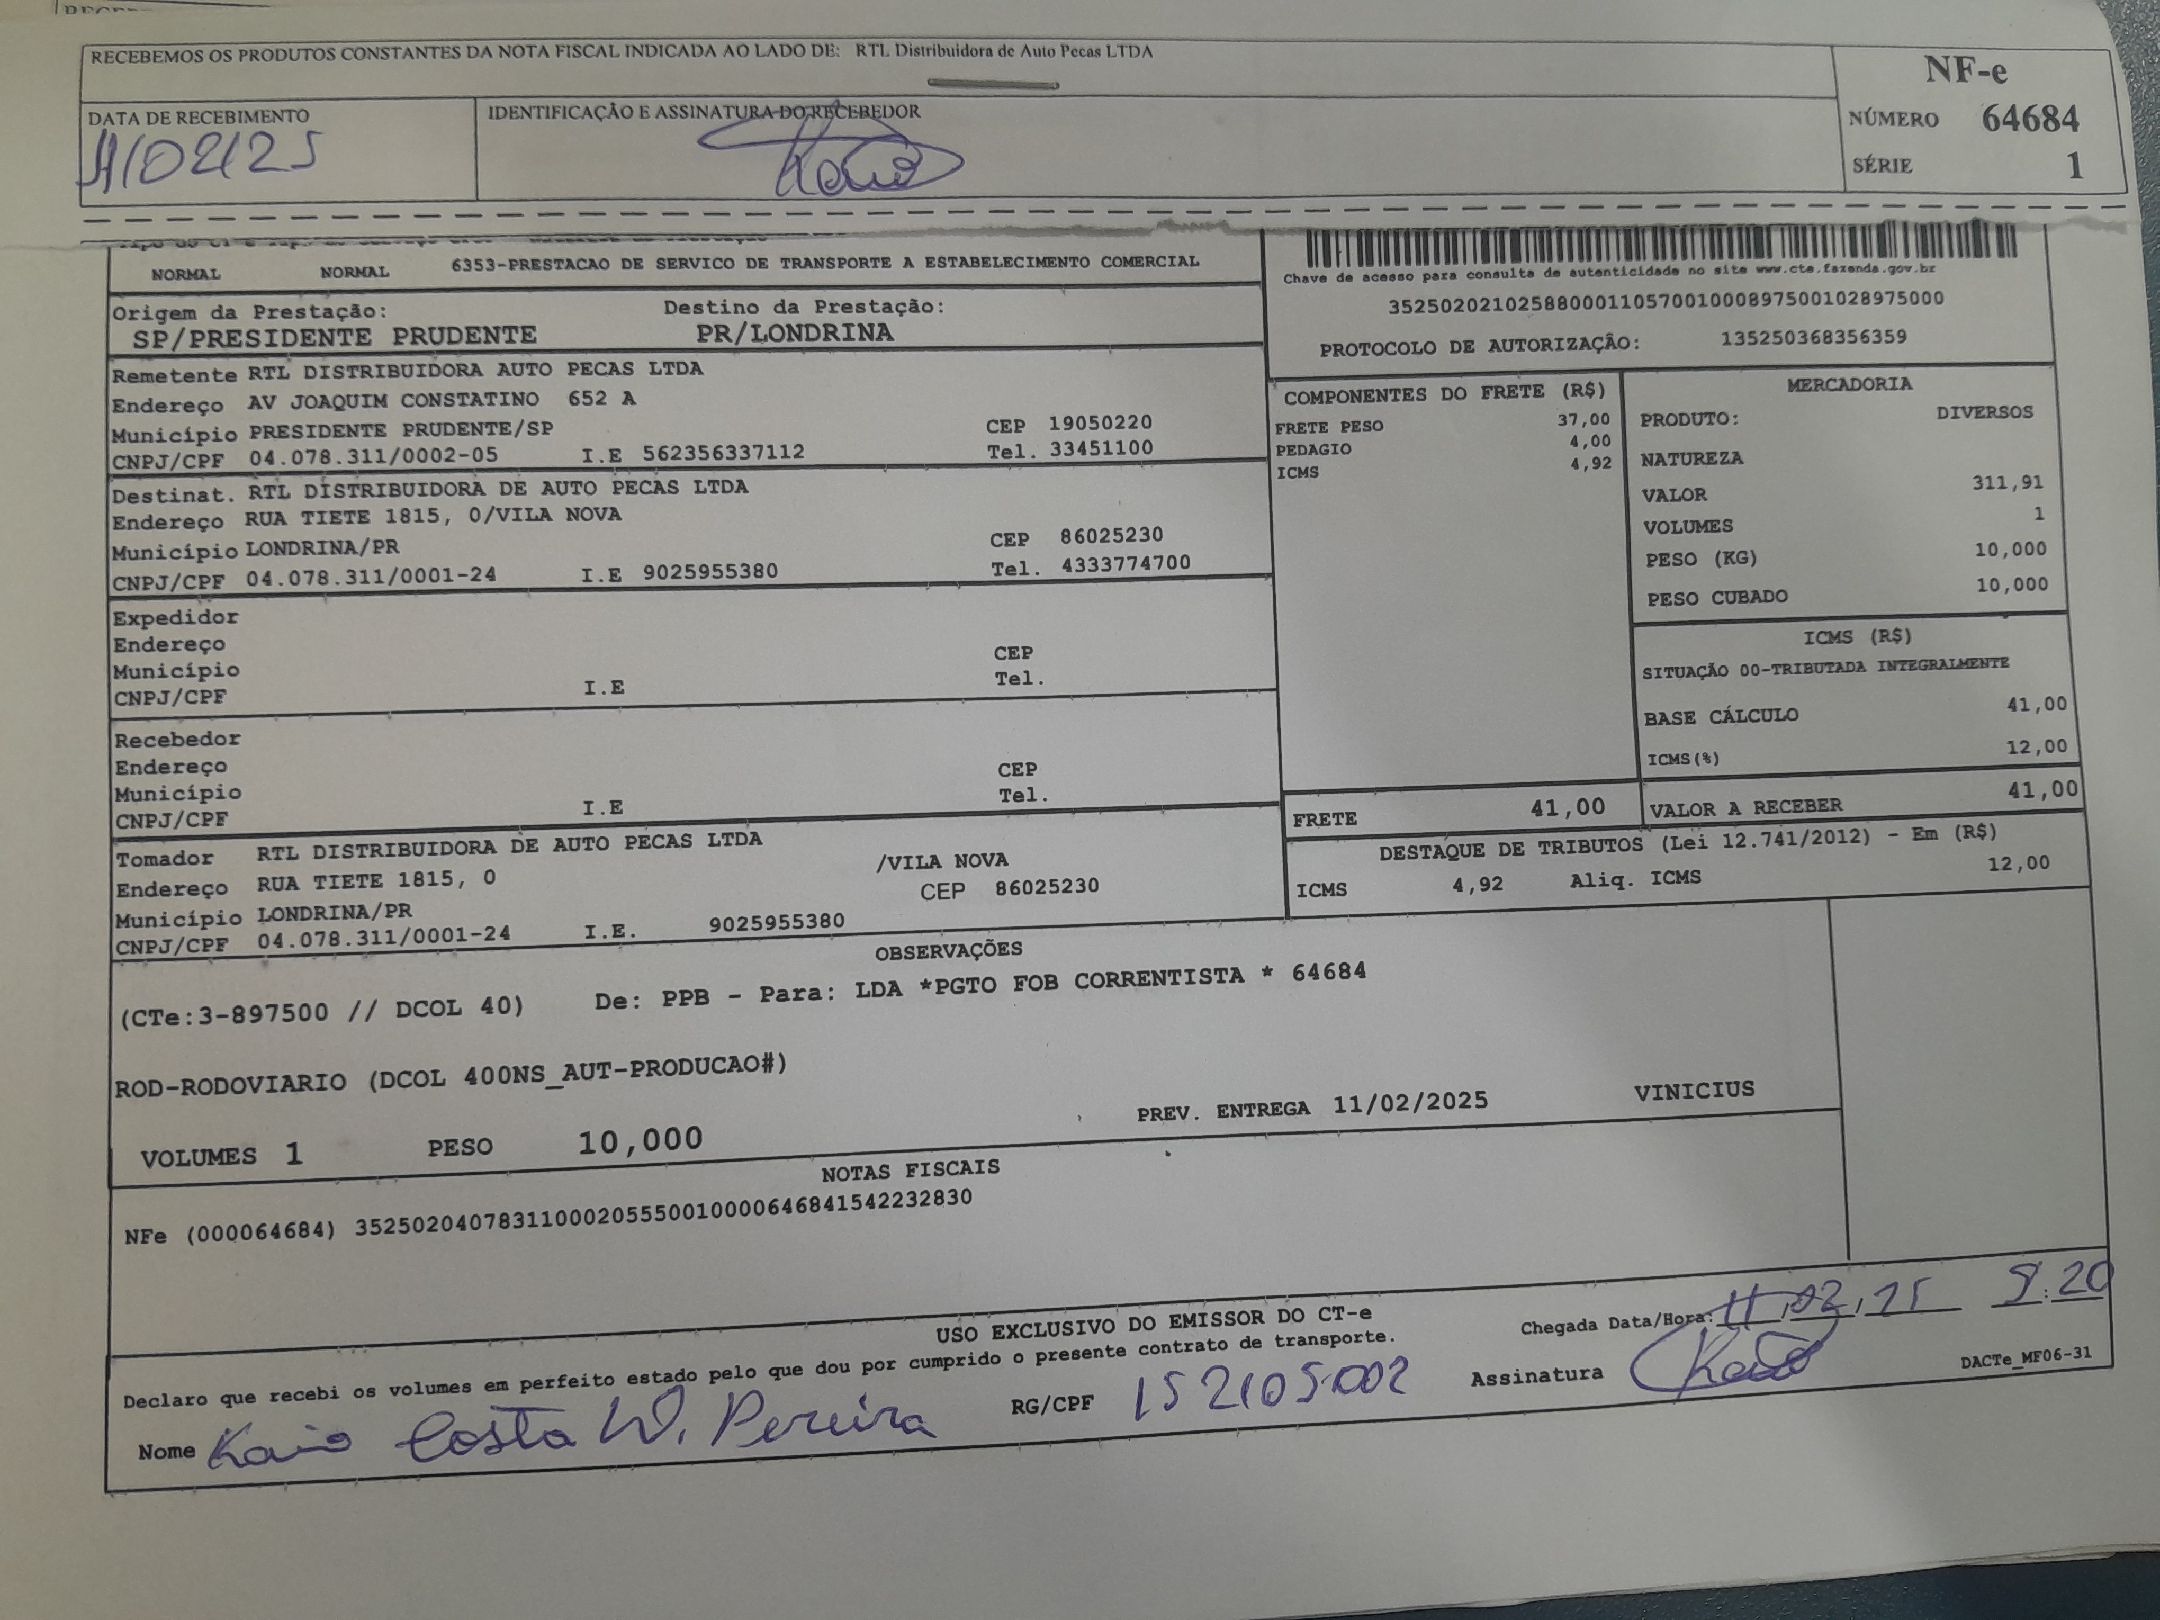 RECEBEMOS OS PRODUTOS CONSTANTES DA NOTA FISCAL INDICADA AO LADO DE: RTL Distribuidora de Auto Pecas LTDA
NF-e
NÚMERO 64684
SÉRIE 1
DATA DE RECEBIMENTO
11/02/25
IDENTIFICAÇÃO E ASSINATURA DO RECEBEDOR
Kaio
NORMAL NORMAL 6353-PRESTACAO DE SERVICO DE TRANSPORTE A ESTABELECIMENTO COMERCIAL
Chave de acesso para consulta de autenticidade no site www.cte.fazenda.gov.br
35250202102588000110570010008975001028975000
PROTOCOLO DE AUTORIZAÇÃO: 135250368356359
Origem da Prestação: Destino da Prestação:
SP/PRESIDENTE PRUDENTE PR/LONDRINA
Remetente RTL DISTRIBUIDORA AUTO PECAS LTDA
Endereço AV JOAQUIM CONSTATINO 652 A
Município PRESIDENTE PRUDENTE/SP CEP 19050220
CNPJ/CPF 04.078.311/0002-05 I.E 562356337112 Tel. 33451100
Destinat. RTL DISTRIBUIDORA DE AUTO PECAS LTDA
Endereço RUA TIETE 1815, 0/VILA NOVA
Município LONDRINA/PR CEP 86025230
CNPJ/CPF 04.078.311/0001-24 I.E 9025955380 Tel. 4333774700
Expedidor
Endereço
Município CEP
CNPJ/CPF I.E Tel.
Recebedor
Endereço
Município CEP
CNPJ/CPF I.E Tel.
Tomador RTL DISTRIBUIDORA DE AUTO PECAS LTDA
Endereço RUA TIETE 1815, 0 /VILA NOVA
Município LONDRINA/PR CEP 86025230
CNPJ/CPF 04.078.311/0001-24 I.E. 9025955380
COMPONENTES DO FRETE (R$)
FRETE PESO 37,00
PEDAGIO 4,00
ICMS 4,92
FRETE 41,00
MERCADORIA
PRODUTO: DIVERSOS
NATUREZA
VALOR 311,91
VOLUMES 1
PESO (KG) 10,000
PESO CUBADO 10,000
ICMS (R$)
SITUAÇÃO 00-TRIBUTADA INTEGRALMENTE
BASE CÁLCULO 41,00
ICMS(%) 12,00
VALOR A RECEBER 41,00
DESTAQUE DE TRIBUTOS (Lei 12.741/2012) - Em (R$)
ICMS 4,92 Aliq. ICMS 12,00
OBSERVAÇÕES
(CTe:3-897500 // DCOL 40) De: PPB - Para: LDA *PGTO FOB CORRENTISTA * 64684
ROD-RODOVIARIO (DCOL 400NS_AUT-PRODUCAO#)
PREV. ENTREGA 11/02/2025 VINICIUS
VOLUMES 1 PESO 10,000
NOTAS FISCAIS
NFe (000064684) 35250204078311000205550010000646841542232830
USO EXCLUSIVO DO EMISSOR DO CT-e
Declaro que recebi os volumes em perfeito estado pelo que dou por cumprido o presente contrato de transporte.
Chegada Data/Hora: 11/02/25 9:20
Nome Kaio Costa W. Pereira RG/CPF 152105002 Assinatura Kaio
DACTe_MF06-31